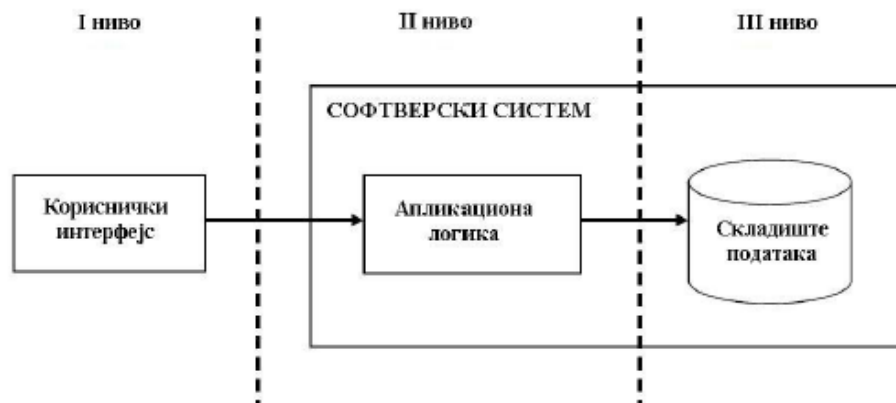 I ниво
II ниво
III ниво
СОФТВЕРСКИ СИСТЕМ
Кориснички
интерфејс
Апликациона
логика
Складиште
података